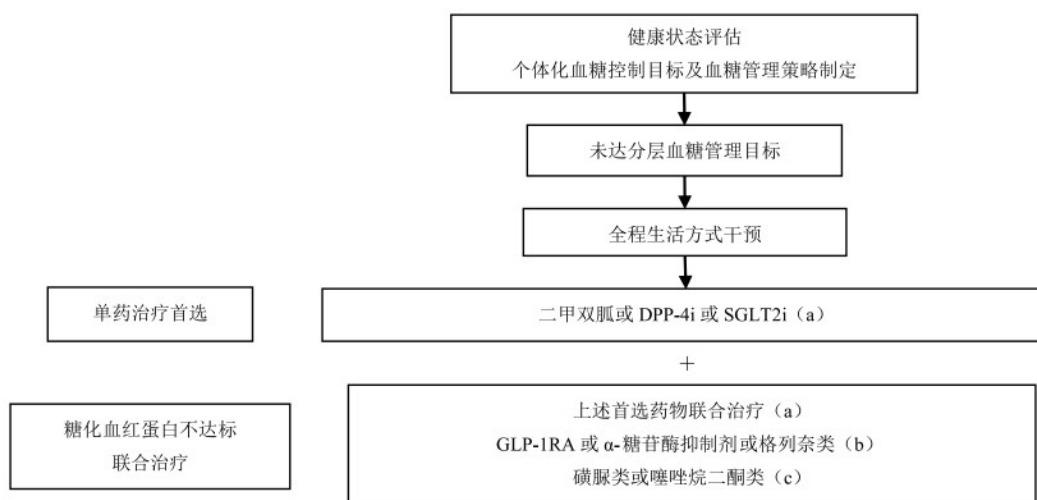 健康状态评估
个体化血糖控制目标及血糖管理策略制定
未达分层血糖管理目标
全程生活方式干预
单药治疗首选
二甲双胍或 DPP-4i 或 SGLT2i（a）
+
糖化血红蛋白不达标
联合治疗
上述首选药物联合治疗（a）
GLP-1RA 或 α-糖苷酶抑制剂或格列奈类（b）
磺脲类或噻唑烷二酮类（c）